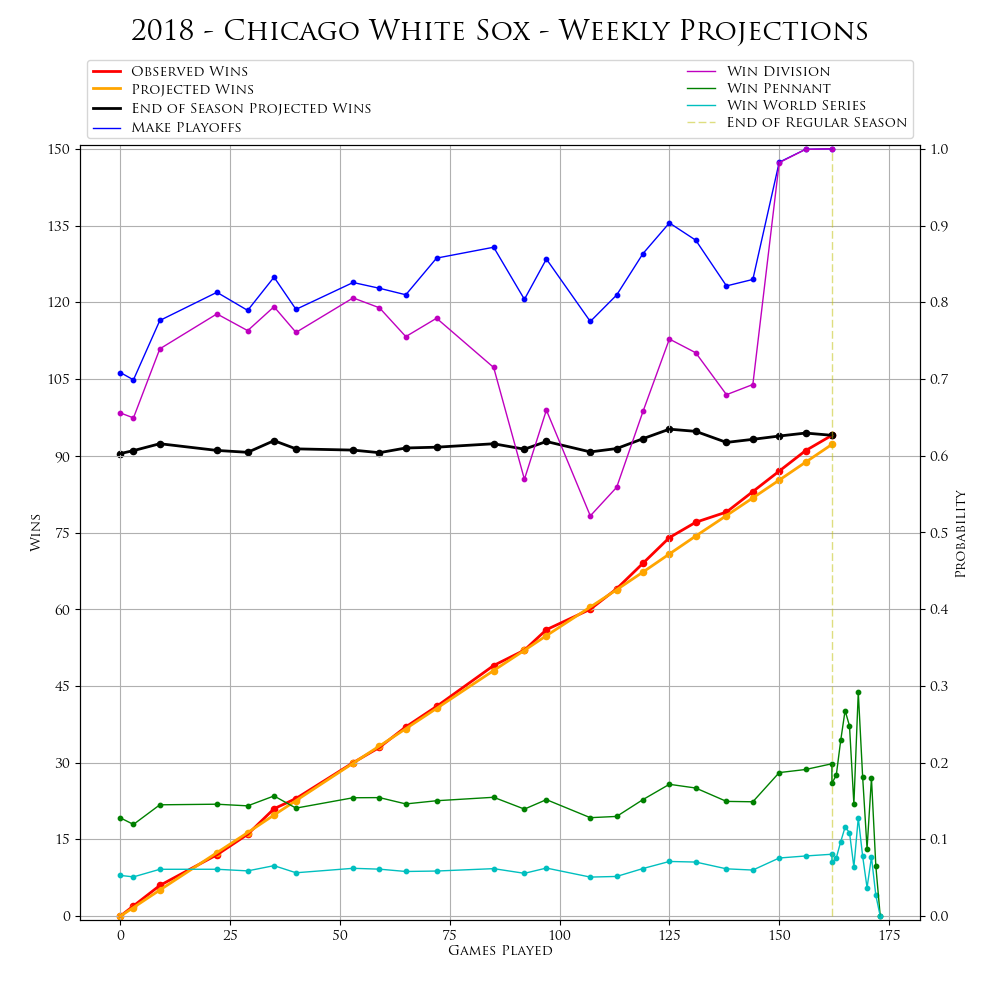 2018 - Chicago White Sox - Weekly Projections
Observed Wins
Projected Wins
End of Season Projected Wins
Make Playoffs
Win Division
Win Pennant
Win World Series
End of Regular Season
150
135
120
105
90
75
60
45
30
15
0
Wins
1.0
0.9
0.8
0.7
0.6
0.5
0.4
0.3
0.2
0.1
0.0
Probability
0 25 50 75 100 125 150 175
Games Played